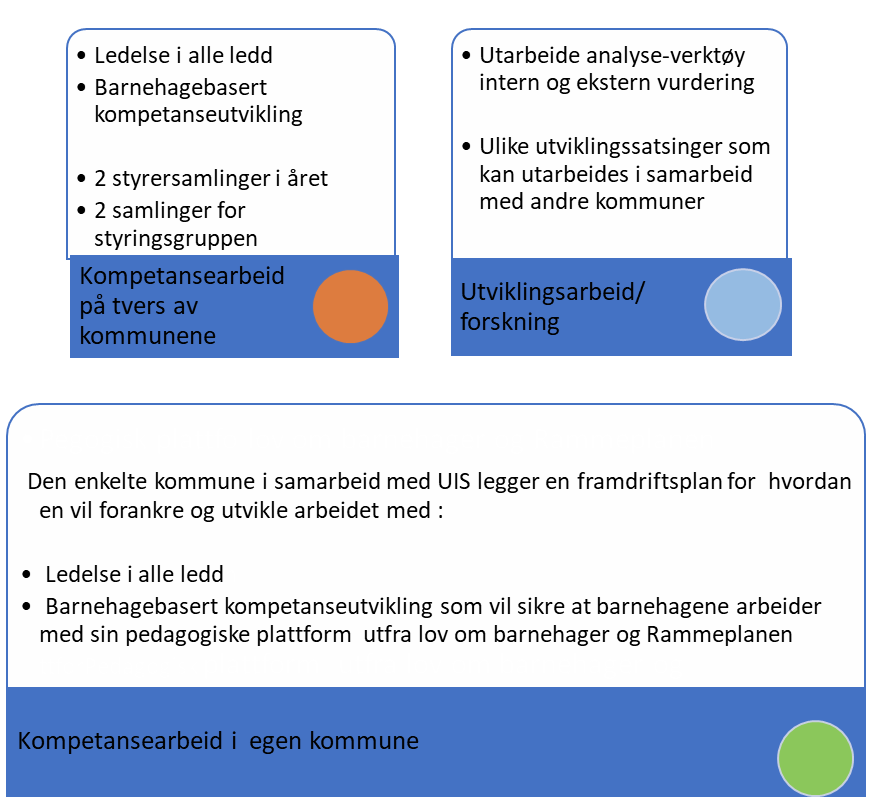 • Ledelse i alle ledd
• Barnehagebasert
kompetanseutvikling
• 2 styrersamlinger i året
• 2 samlinger for
styringsgruppen
Kompetansearbeid
på tvers av
kommunene
• Utarbeide analyse-verktøy
intern og ekstern vurdering
• Ulike utviklingssatsinger som
kan utarbeides i samarbeid
med andre kommuner
Utviklingsarbeid/
forskning
Den enkelte kommune i samarbeid med UIS legger en framdriftsplan for hvordan
en vil forankre og utvikle arbeidet med :
• Ledelse i alle ledd
• Barnehagebasert kompetanseutvikling som vil sikre at barnehagene arbeider
med sin pedagogiske plattform utfra lov om barnehager og Rammeplanen
Kompetansearbeid i egen kommune